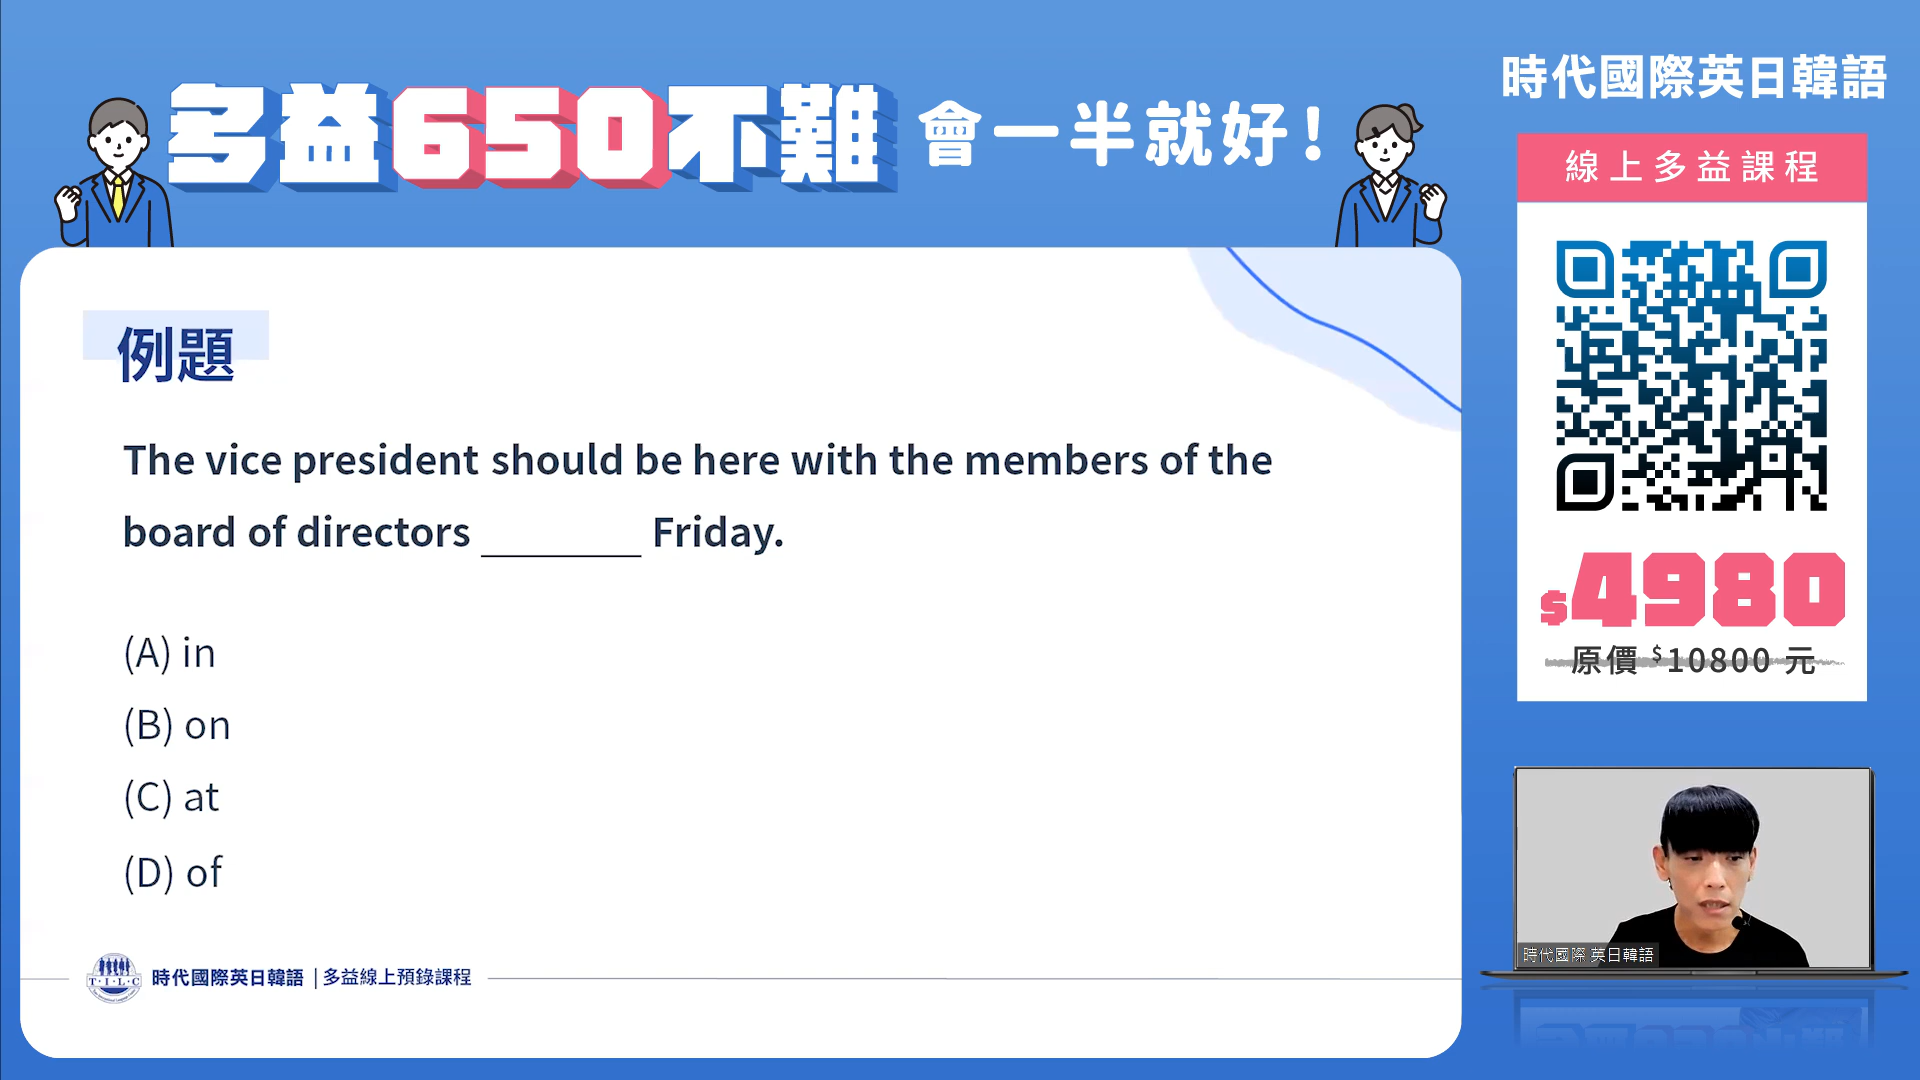 多益650不難 會一半就好!
時代國際英日韓語
線上多益課程
$4980
原價 $10800 元
例題
The vice president should be here with the members of the
board of directors ________ Friday.
(A) in
(B) on
(C) at
(D) of
T·I·L·C
時代國際英日韓語 | 多益線上預錄課程
時代國際 英日韓語